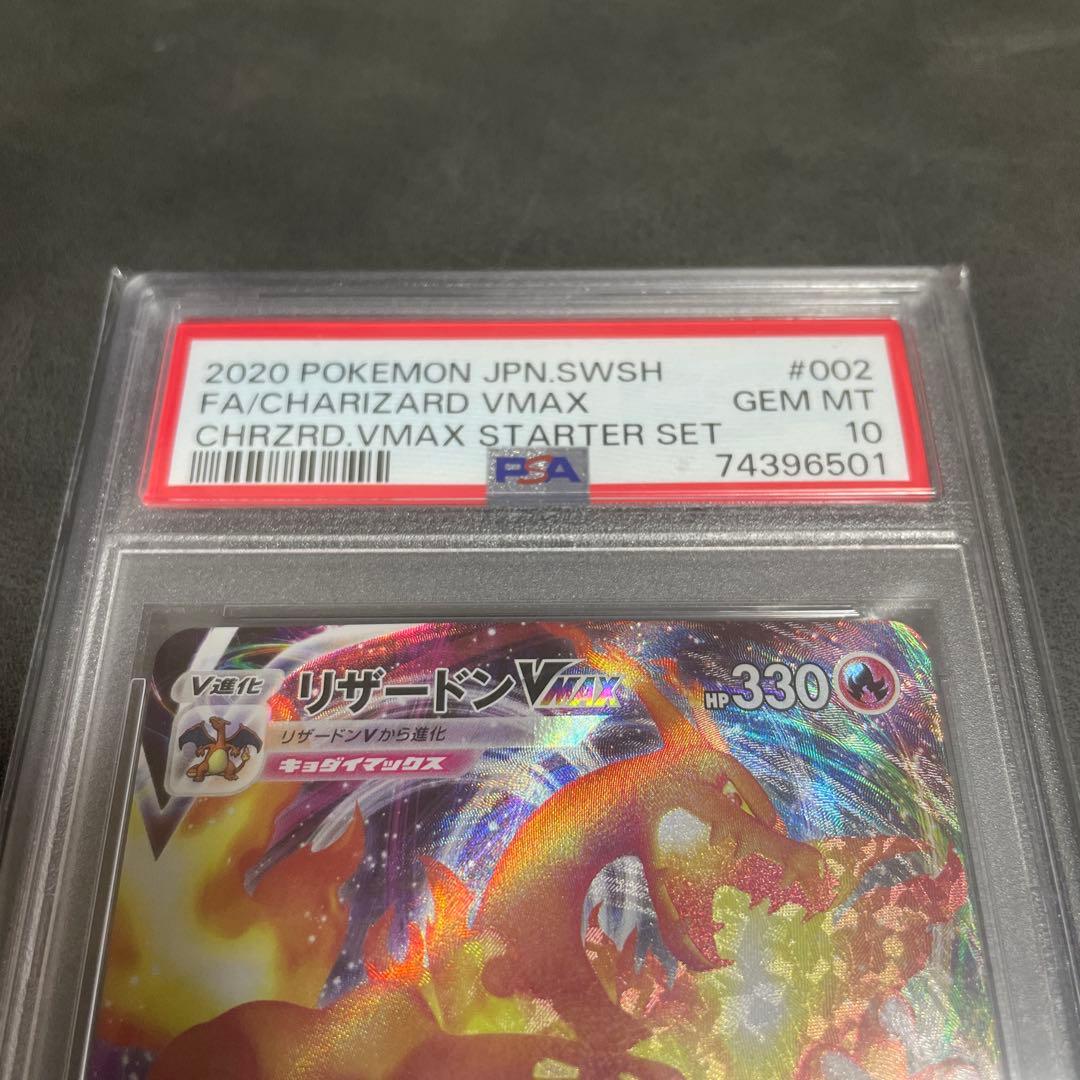 2020 POKEMON JPN.SWSH #002
FA/CHARIZARD VMAX GEM MT
CHRZRD.VMAX STARTER SET 10
PSA 74396501
V進化 リザードンVMAX HP330
リザードンVから進化
キョダイマックス